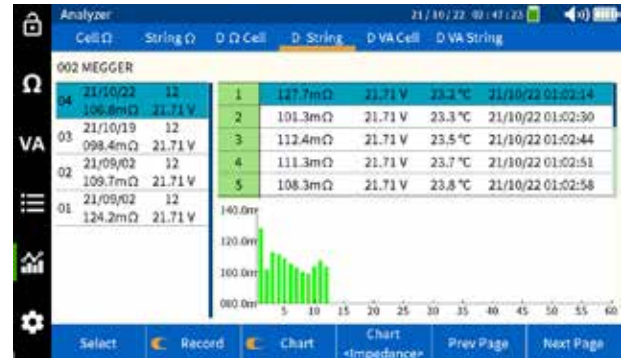 Analyzer 21/10/22 02:47:23
Cell Ω String Ω D Ω Cell D String D VA Cell D VA String
002 MEGGER
Ω
VA
04 21/10/22 12
106.8mΩ 21.71 V
03 21/10/19 12
098.4mΩ 21.71 V
02 21/09/02 12
109.7mΩ 21.71 V
01 21/09/02 12
124.2mΩ 21.71 V
1 127.7mΩ 21.71 V 23.2 °C 21/10/22 01:02:14
2 101.3mΩ 21.71 V 23.3 °C 21/10/22 01:02:30
3 112.4mΩ 21.71 V 23.5 °C 21/10/22 01:02:44
4 111.3mΩ 21.71 V 23.7 °C 21/10/22 01:02:51
5 108.3mΩ 21.71 V 23.8 °C 21/10/22 01:02:58
140.0m
120.0m
100.0m
080.0m
5 10 15 20 25 30 35 40 45 50 55 60
Select Record Chart Chart <Impedance> Prev Page Next Page